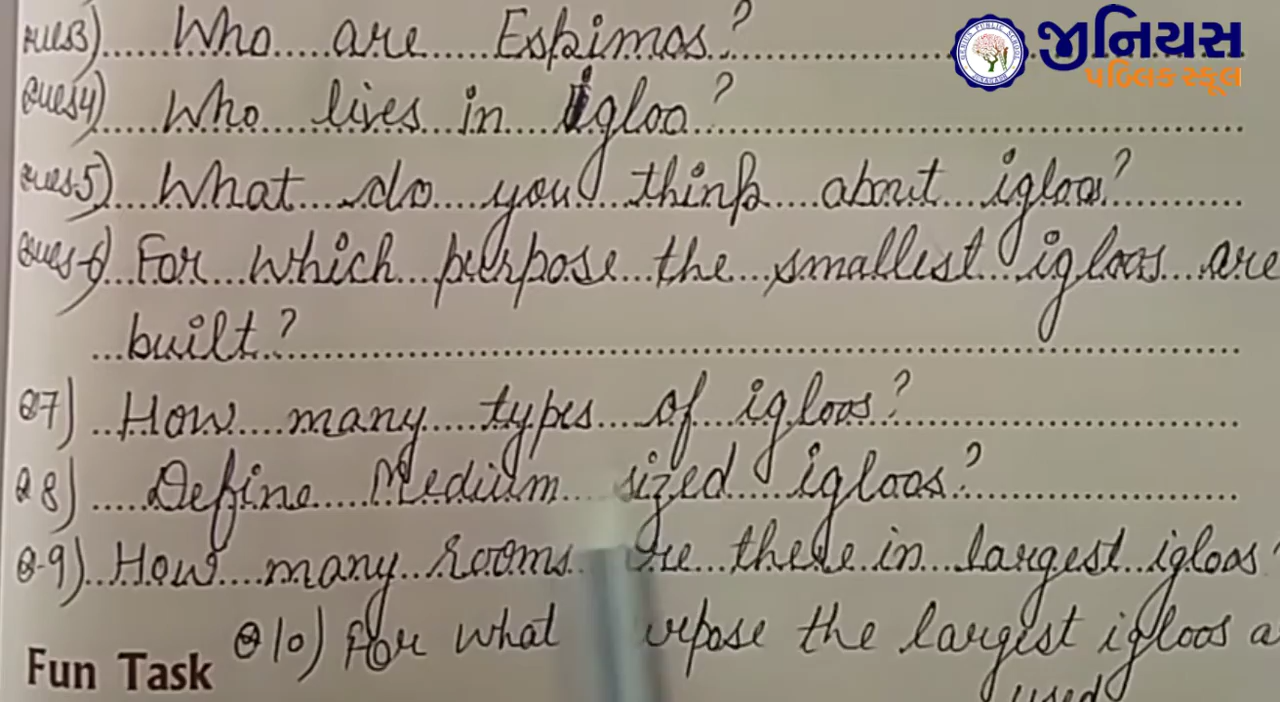 Ques3) Who are Eskimos?
Ques4) Who lives in igloo?
Ques5) What do you think about igloos?
Ques6) For which purpose the smallest igloos are
built?
Q7) How many types of igloos?
Q8) Define Medium sized igloos?
Q.9) How many rooms are there in largest igloos?
Q10) For what the largest igloos
used
Fun Task
જીનિયસ
પબ્લિક સ્કૂલ